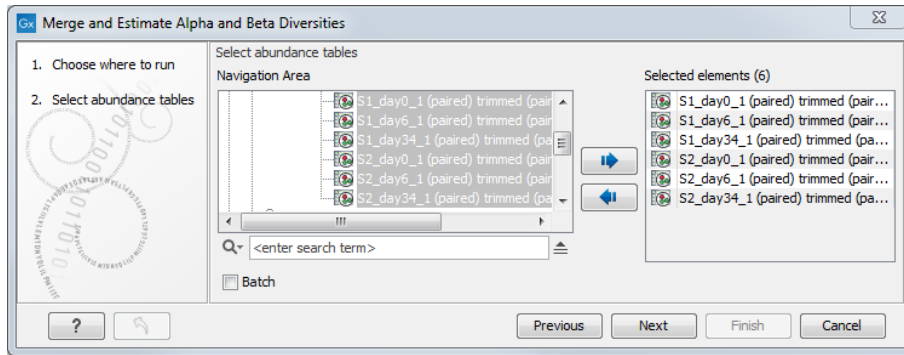 Gx Merge and Estimate Alpha and Beta Diversities
1. Choose where to run
2. Select abundance tables
Select abundance tables
Navigation Area
S1_day0_1 (paired) trimmed (pair
S1_day6_1 (paired) trimmed (pair
S1_day34_1 (paired) trimmed (pa
S2_day0_1 (paired) trimmed (pair
S2_day6_1 (paired) trimmed (pair
S2_day34_1 (paired) trimmed (pa
<enter search term>
Batch
Selected elements (6)
S1_day0_1 (paired) trimmed (pair...
S1_day6_1 (paired) trimmed (pair...
S1_day34_1 (paired) trimmed (pa...
S2_day0_1 (paired) trimmed (pair...
S2_day6_1 (paired) trimmed (pair...
S2_day34_1 (paired) trimmed (pa...
?
Previous
Next
Finish
Cancel